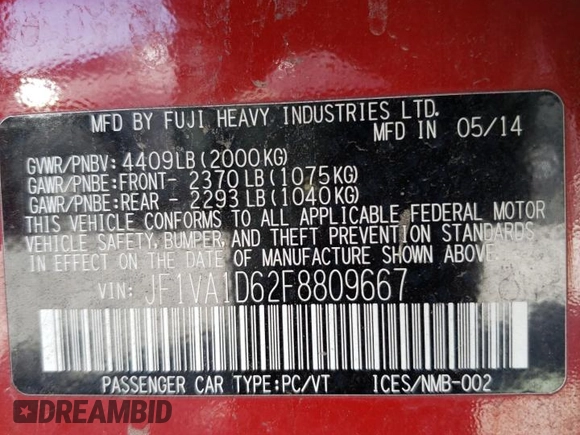 MFD BY FUJI HEAVY INDUSTRIES LTD.
MFD IN 05/14
GVWR/PNBV: 4409LB(2000KG)
GAWR/PNBE:FRONT- 2370LB(1075KG)
GAWR/PNBE:REAR - 2293LB(1040KG)
THIS VEHICLE CONFORMS TO ALL APPLICABLE FEDERAL MOTOR
VEHICLE SAFETY, BUMPER, AND THEFT PREVENTION STANDARDS IN
EFFECT ON THE DATE OF MANUFACTURE SHOWN ABOVE.
VIN: JF1VA1D62F8809667
PASSENGER CAR TYPE:PC/VT ICES/NMB-002
DREAMBID